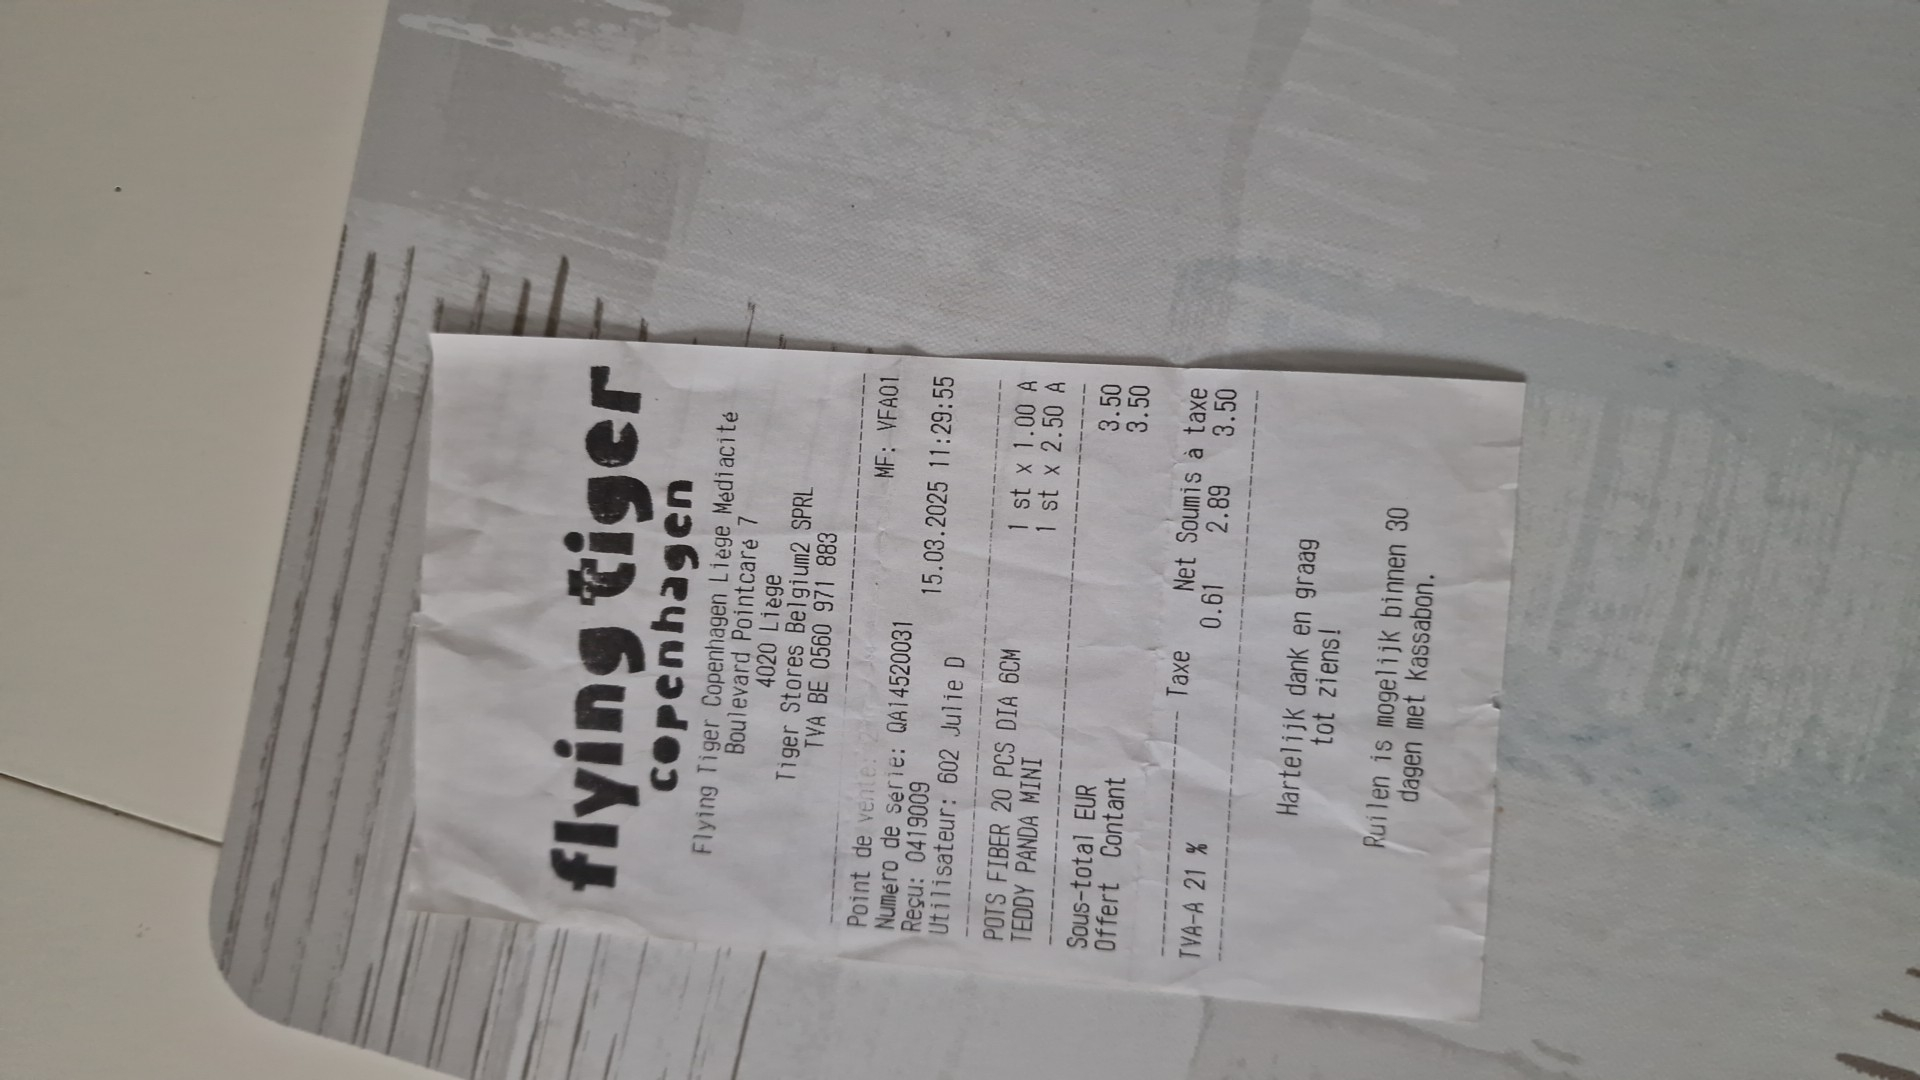 flying tiger
copenhagen
Flying Tiger Copenhagen Liège Médiacité
Boulevard Pointcaré 7
4020 Liège
Tiger Stores Belgium2 SPRL
TVA BE 0560 971 883
Point de vente: MF: VFA01
Numéro de série: QA14520031
Reçu: 0419009
Utilisateur: 602 Julie D 15.03.2025 11:29:55
POTS FIBER 20 PCS DIA 6CM 1 st x 1.00 A
TEDDY PANDA MINI 1 st x 2.50 A
Sous-total EUR 3.50
Offert Contant 3.50
Taxe Net Soumis à taxe
TVA-A 21 % 0.61 2.89 3.50
Hartelijk dank en graag
tot ziens!
Ruilen is mogelijk binnen 30
dagen met kassabon.